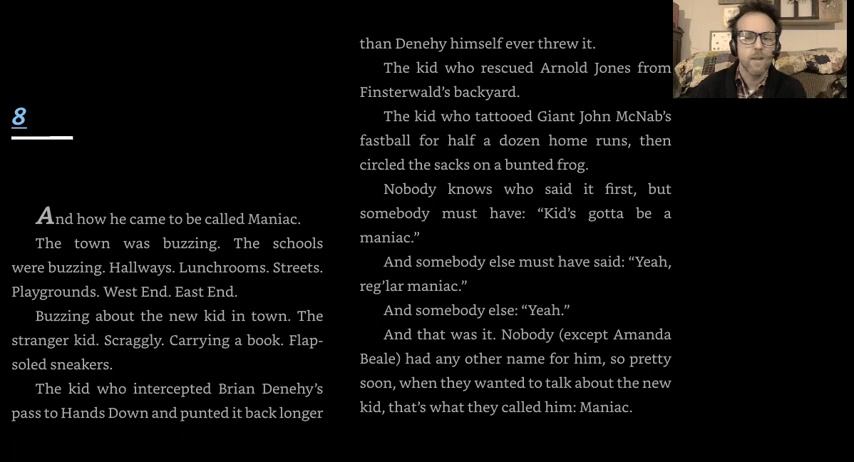 8
And how he came to be called Maniac.
The town was buzzing. The schools
were buzzing. Hallways. Lunchrooms. Streets.
Playgrounds. West End. East End.
Buzzing about the new kid in town. The
stranger kid. Scraggly. Carrying a book. Flap-
soled sneakers.
The kid who intercepted Brian Denehy’s
pass to Hands Down and punted it back longer
than Denehy himself ever threw it.
The kid who rescued Arnold Jones from
Finsterwald’s backyard.
The kid who tattooed Giant John McNab’s
fastball for half a dozen home runs, then
circled the sacks on a bunted frog.
Nobody knows who said it first, but
somebody must have: “Kid’s gotta be a
maniac.”
And somebody else must have said: “Yeah,
reg’lar maniac.”
And somebody else: “Yeah.”
And that was it. Nobody (except Amanda
Beale) had any other name for him, so pretty
soon, when they wanted to talk about the new
kid, that’s what they called him: Maniac.